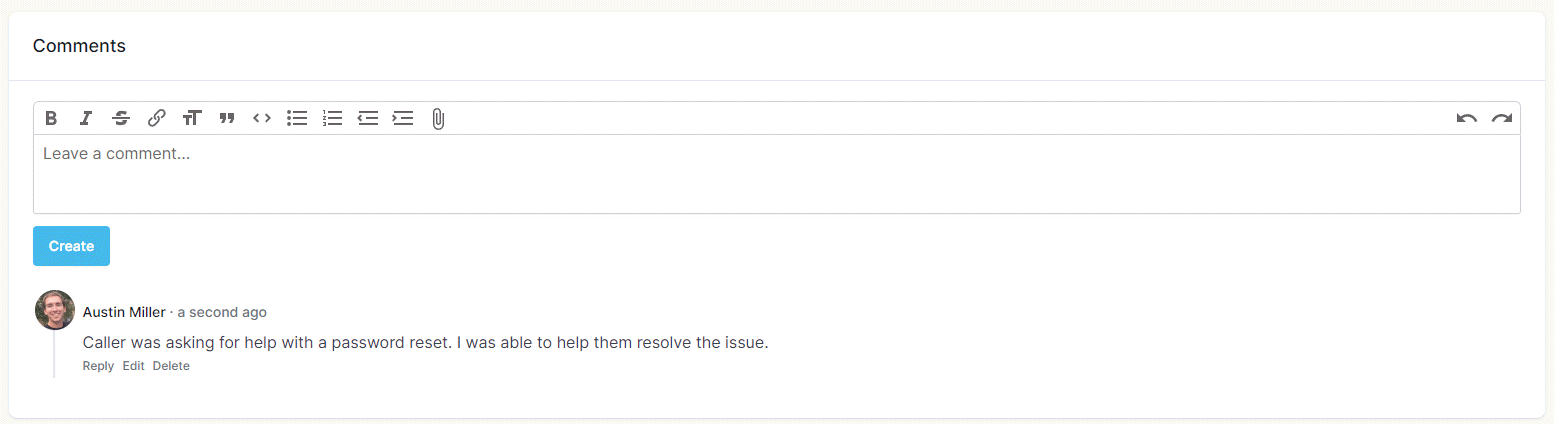 Comments
Leave a comment...
Create
Austin Miller · a second ago
Caller was asking for help with a password reset. I was able to help them resolve the issue.
Reply Edit Delete